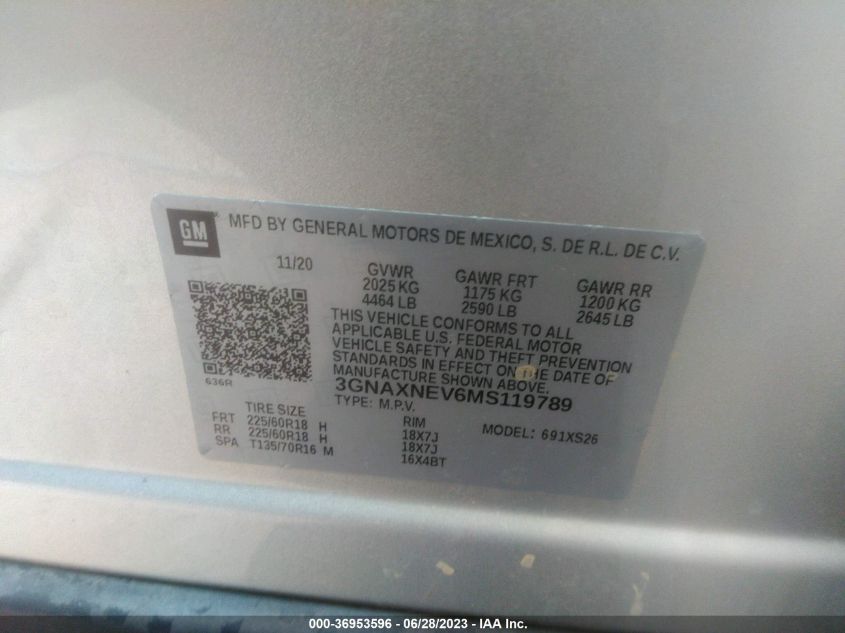 GM
MFD BY GENERAL MOTORS DE MEXICO, S. DE R.L. DE C.V.
11/20 GVWR GAWR FRT GAWR RR
2025 KG 1175 KG 1200 KG
4464 LB 2590 LB 2645 LB
THIS VEHICLE CONFORMS TO ALL
APPLICABLE U.S. FEDERAL MOTOR
VEHICLE SAFETY AND THEFT PREVENTION
STANDARDS IN EFFECT ON THE DATE OF
MANUFACTURE SHOWN ABOVE.
636R
3GNAXNEV6MS119789
TYPE: M.P.V.
TIRE SIZE RIM MODEL: 691XS26
FRT 225/60R18 H 18X7J
RR 225/60R18 H 18X7J
SPA T135/70R16 M 16X4BT
000-36953596 - 06/28/2023 - IAA Inc.